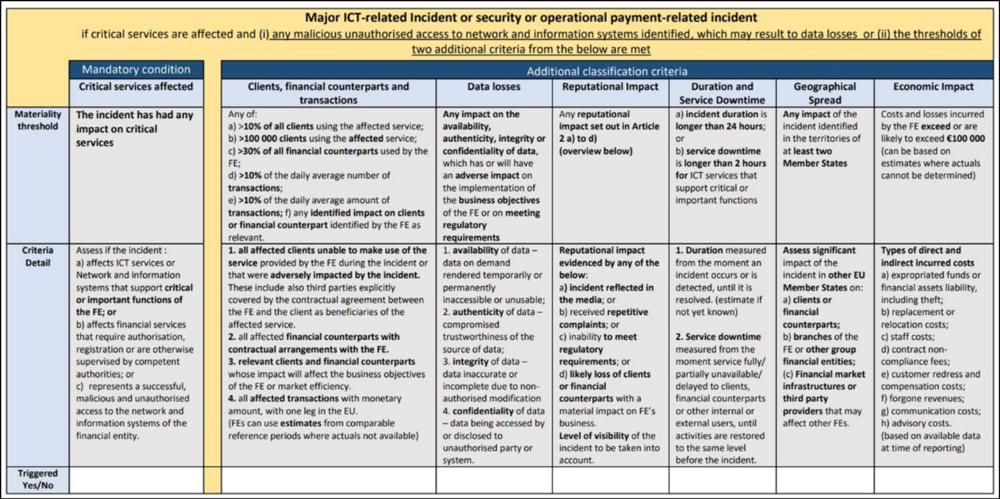 Major ICT-related Incident or security or operational payment-related incident
if critical services are affected and (i) any malicious unauthorised access to network and information systems identified, which may result to data losses or (ii) the thresholds of
two additional criteria from the below are met
Mandatory condition
Additional classification criteria
Critical services affected
Clients, financial counterparts and
transactions
Data losses
Reputational Impact
Duration and
Service Downtime
Geographical
Spread
Economic Impact
Materiality
threshold
The incident has had any
impact on critical
services
Any of:
a) >10% of all clients using the affected service;
b) >100 000 clients using the affected service;
c) >30% of all financial counterparts used by the
FE;
d) >10% of the daily average number of
transactions;
e) >10% of the daily average amount of
transactions; f) any identified impact on clients
or financial counterpart identified by the FE as
relevant.
Any impact on the
availability,
authenticity, integrity or
confidentiality of data,
which has or will have
an adverse impact on
the implementation of
the business objectives
of the FE or on meeting
regulatory
requirements
Any reputational
impact set out in Article
2 a) to d)
(overview below)
a) incident duration is
longer than 24 hours;
or
b) service downtime
is longer than 2 hours
for ICT services that
support critical or
important functions
Any impact of the
incident identified
in the territories of
at least two
Member States
Costs and losses incurred
by the FE exceed or are
likely to exceed €100 000
(can be based on
estimates where actuals
cannot be determined)
Criteria
Detail
Assess if the incident :
a) affects ICT services or
Network and information
systems that support critical
or important functions of
the FE; or
b) affects financial services
that require authorisation,
registration or are otherwise
supervised by competent
authorities; or
c) represents a successful,
malicious and unauthorised
access to the network and
information systems of the
financial entity.
1. all affected clients unable to make use of the
service provided by the FE during the incident or
that were adversely impacted by the incident.
These include also third parties explicitly
covered by the contractual agreement between
the FE and the client as beneficiaries of the
affected service.
2. all affected financial counterparts with
contractual arrangements with the FE.
3. relevant clients and financial counterparts
whose impact will affect the business objectives
of the FE or market efficiency.
4. all affected transactions with monetary
amount, with one leg in the EU.
(FEs can use estimates from comparable
reference periods where actuals not available)
1. availability of data –
data on demand
rendered temporarily or
permanently
inaccessible or unusable;
2. authenticity of data –
compromised
trustworthiness of the
source of data;
3. integrity of data –
data inaccurate or
incomplete due to non-
authorised modification
4. confidentiality of data
– data being accessed by
or disclosed to
unauthorised party or
system.
Reputational impact
evidenced by any of the
below:
a) incident reflected in
the media; or
b) received repetitive
complaints; or
c) inability to meet
regulatory
requirements; or
d) likely loss of clients
or financial
counterparts with a
material impact on FE's
business.
Level of visibility of the
incident to be taken into
account.
1. Duration measured
from the moment an
incident occurs or is
detected, until it is
resolved. (estimate if
not yet known)
2. Service downtime
measured from the
moment service fully/
partially unavailable/
delayed to clients,
financial counterparts
or other internal or
external users, until
activities are restored
to the same level
before the incident.
Assess significant
impact of the
incident in other EU
Member States on:
a) clients or
financial
counterparts;
b) branches of the
FE or other group
financial entities;
(c) Financial market
infrastructures or
third party
providers that may
affect other FEs.
Types of direct and
indirect incurred costs
a) expropriated funds or
financial assets liability,
including theft;
b) replacement or
relocation costs;
c) staff costs;
d) contract non-
compliance fees;
e) customer redress and
compensation costs;
f) forgone revenues;
g) communication costs;
h) advisory costs.
(based on available data
at time of reporting)
Triggered
Yes/No